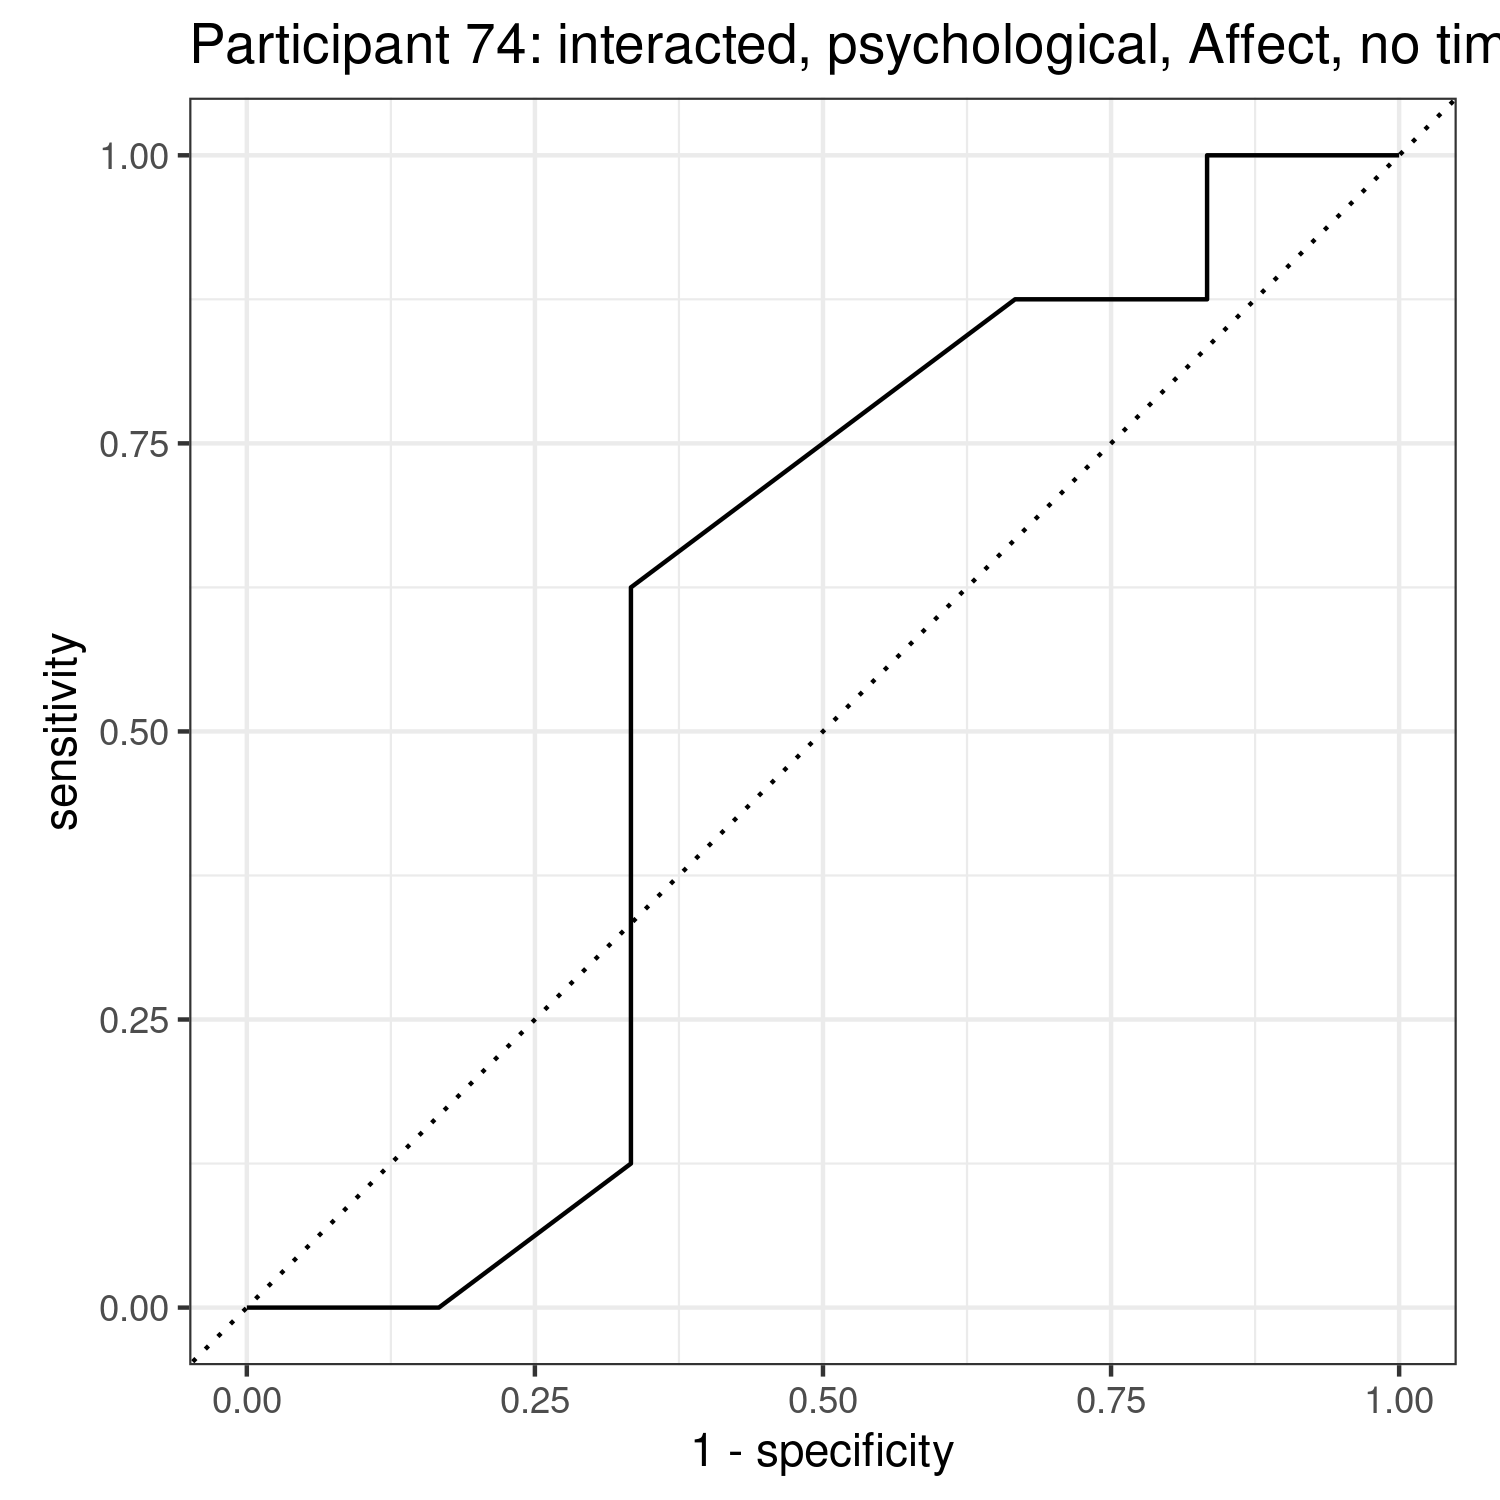 Participant 74: interacted, psychological, Affect, no
1.00
0.75
0.50
0.25
0.00
sensitivity
0.00 0.25 0.50 0.75 1.00
1 - specificity